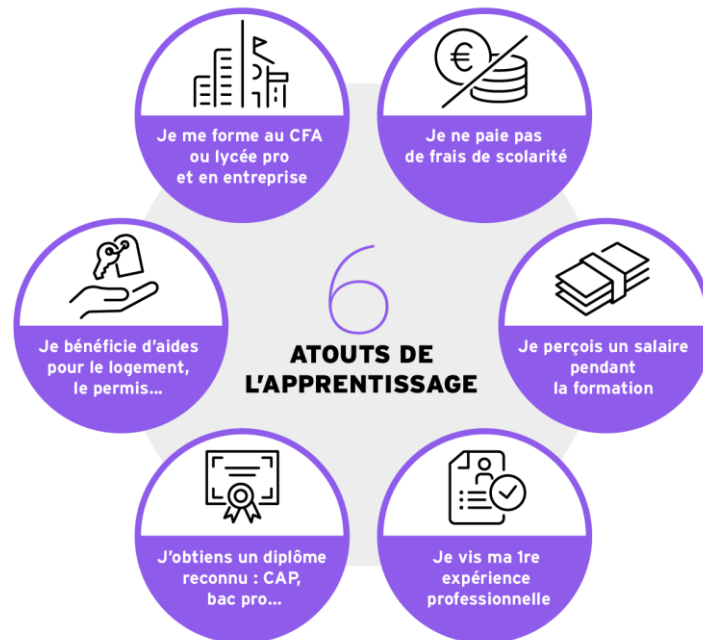 Je me forme au CFA
ou lycée pro
et en entreprise
€
Je ne paie pas
de frais de scolarité
Je bénéficie d'aides
pour le logement,
le permis...
6
ATOUTS DE
L'APPRENTISSAGE
Je perçois un salaire
pendant
la formation
J'obtiens un diplôme
reconnu : CAP,
bac pro...
Je vis ma 1re
expérience
professionnelle